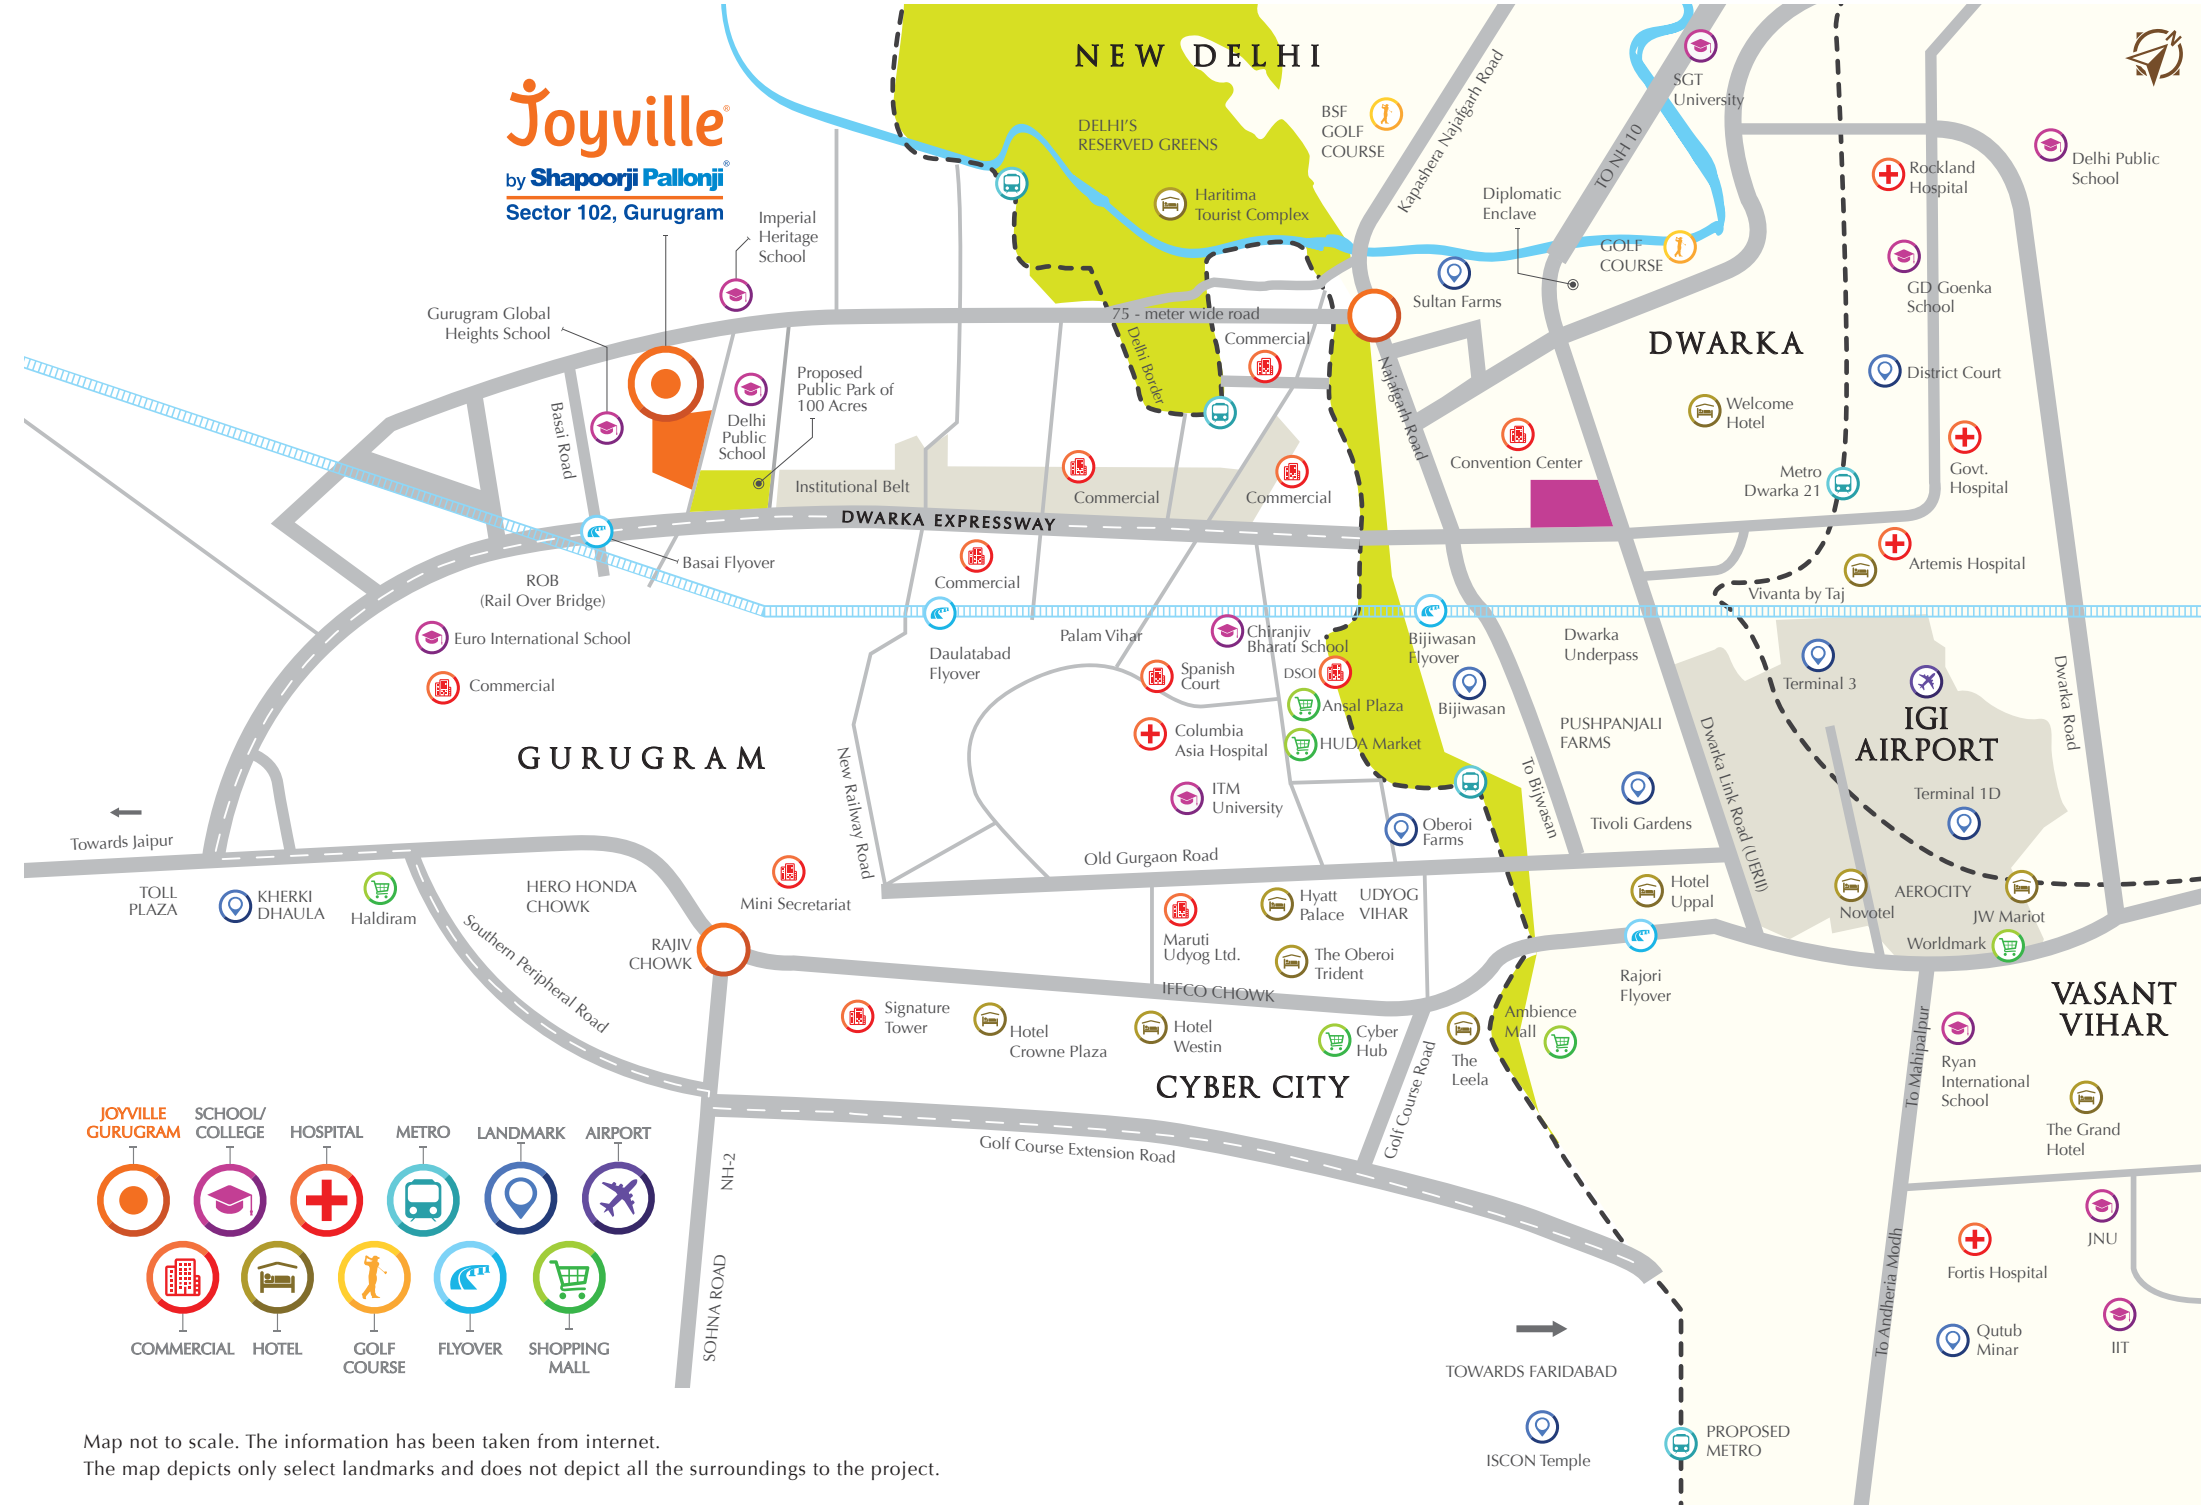 NEW DELHI
N
Joyville®
by Shapoorji Pallonji®
Sector 102, Gurugram
DELHI'S
RESERVED GREENS
BSF
GOLF
COURSE
Kapashera Najafgarh Road
SGT
University
TO NH 10
Rockland
Hospital
Delhi Public
School
Haritima
Tourist Complex
Diplomatic
Enclave
GOLF
COURSE
Imperial
Heritage
School
Sultan Farms
GD Goenka
School
Gurugram Global
Heights School
75 - meter wide road
Commercial
Delhi Border
Najafgarh Road
DWARKA
District Court
Proposed
Public Park of
100 Acres
Basai Road
Delhi
Public
School
Welcome
Hotel
Convention Center
Metro
Dwarka 21
Govt.
Hospital
Institutional Belt
Commercial
Commercial
DWARKA EXPRESSWAY
Basai Flyover
Commercial
Artemis Hospital
Vivanta by Taj
ROB
(Rail Over Bridge)
Euro International School
Commercial
Daulatabad
Flyover
Palam Vihar
Chiranjiv
Bharati School
Spanish
Court
DSOI
Ansal Plaza
Bijiwasan
Flyover
Bijiwasan
Dwarka
Underpass
Terminal 3
Dwarka Road
IGI
AIRPORT
PUSHPANJALI
FARMS
Dwarka Link Road (UERII)
Columbia
Asia Hospital
HUDA Market
GURUGRAM
New Railway Road
ITM
University
To Bijwasan
Tivoli Gardens
Terminal 1D
Oberoi
Farms
Towards Jaipur
Old Gurgaon Road
TOLL
PLAZA
KHERKI
DHAULA
Haldiram
HERO HONDA
CHOWK
Mini Secretariat
Hyatt
Palace
UDYOG
VIHAR
Hotel
Uppal
Novotel
AEROCITY
JW Mariot
Worldmark
Southern Peripheral Road
RAJIV
CHOWK
Maruti
Udyog Ltd.
The Oberoi
Trident
IFFCO CHOWK
Rajori
Flyover
VASANT
VIHAR
Signature
Tower
Hotel
Crowne Plaza
Hotel
Westin
Cyber
Hub
The
Leela
Ambience
Mall
To Mahipalpur
Ryan
International
School
CYBER CITY
Golf Course Road
The Grand
Hotel
Golf Course Extension Road
NH-2
SOHNA ROAD
JNU
Fortis Hospital
To Andheria Modh
Qutub
Minar
IIT
JOYVILLE
GURUGRAM
SCHOOL/
COLLEGE
HOSPITAL
METRO
LANDMARK
AIRPORT
COMMERCIAL
HOTEL
GOLF
COURSE
FLYOVER
SHOPPING
MALL
TOWARDS FARIDABAD
ISCON Temple
PROPOSED
METRO
Map not to scale. The information has been taken from internet.
The map depicts only select landmarks and does not depict all the surroundings to the project.